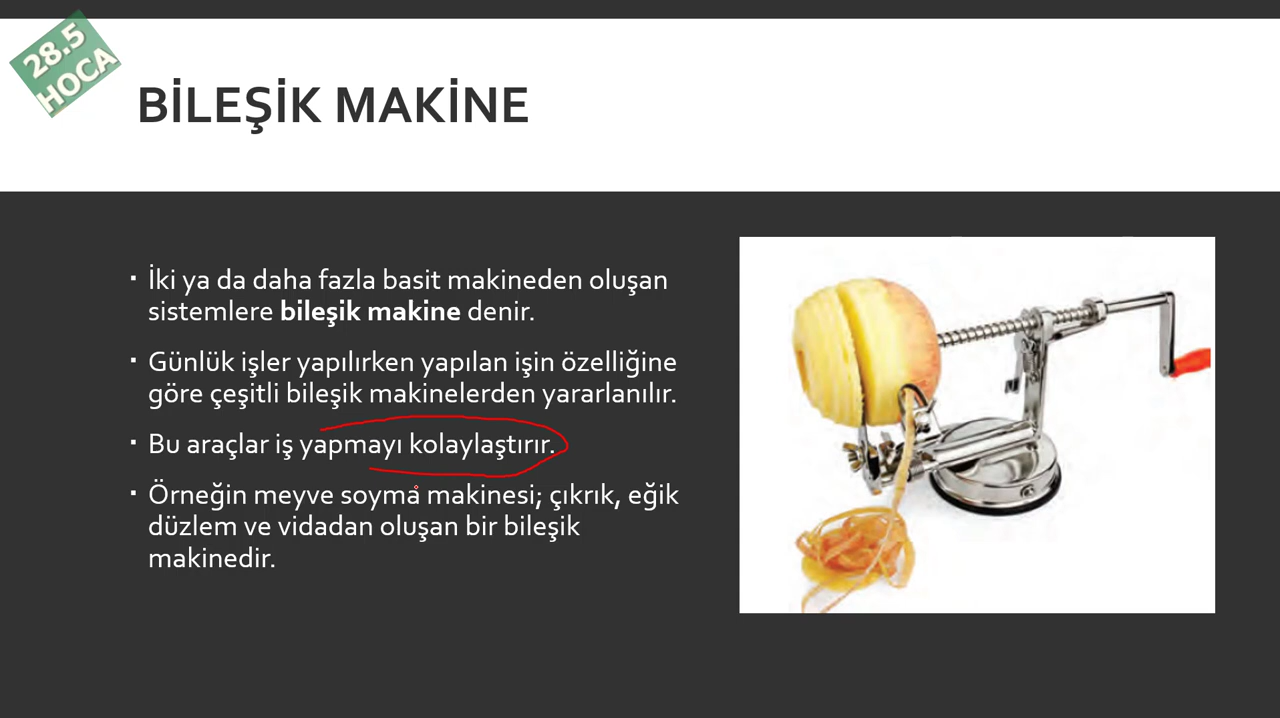 28.5
HOCA
BİLEŞİK MAKİNE
▪ İki ya da daha fazla basit makineden oluşan
sistemlere bileşik makine denir.
▪ Günlük işler yapılırken yapılan işin özelliğine
göre çeşitli bileşik makinelerden yararlanılır.
▪ Bu araçlar iş yapmayı kolaylaştırır.
▪ Örneğin meyve soyma makinesi; çıkrık, eğik
düzlem ve vidadan oluşan bir bileşik
makinedir.